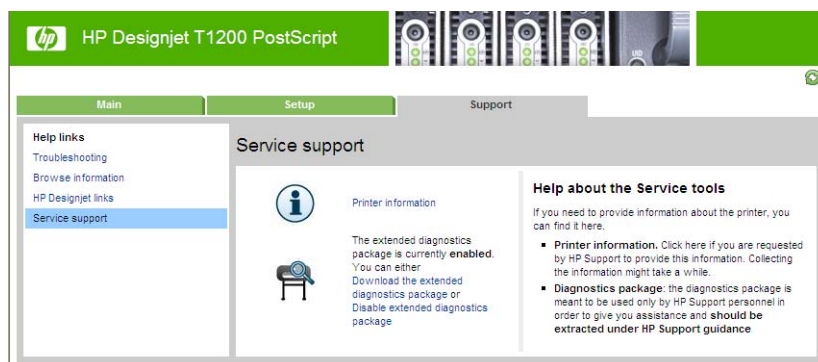 hp HP Designjet T1200 PostScript
Main Setup Support
Help links
Troubleshooting
Browse information
HP Designjet links
Service support
Service support
Printer information
The extended diagnostics
package is currently enabled.
You can either
Download the extended
diagnostics package or
Disable extended diagnostics
package
Help about the Service tools
If you need to provide information about the printer, you
can find it here.
▪ Printer information. Click here if you are requested
by HP Support to provide this information. Collecting
the information might take a while.
▪ Diagnostics package: the diagnostics package is
meant to be used only by HP Support personnel in
order to give you assistance and should be
extracted under HP Support guidance